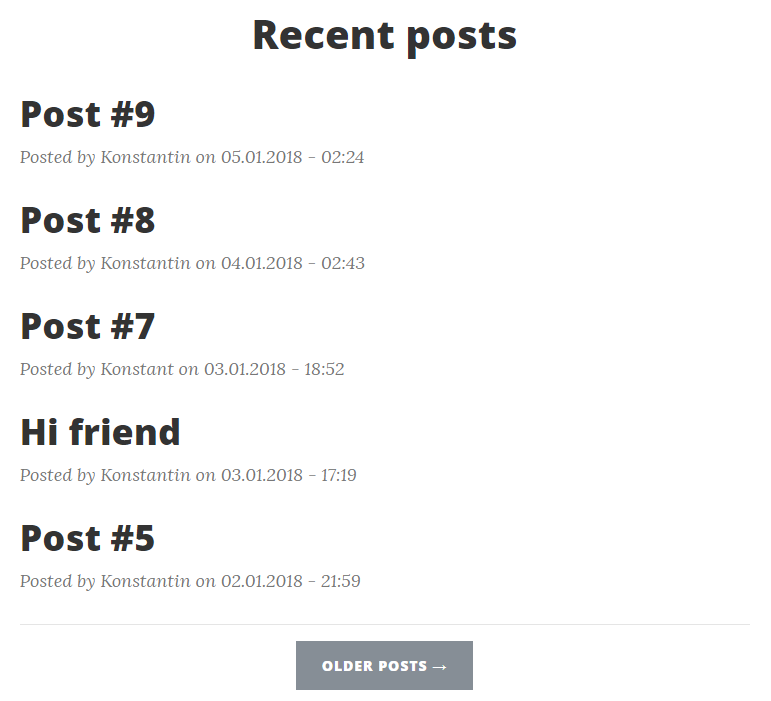 Recent posts
Post #9
Posted by Konstantin on 05.01.2018 - 02:24
Post #8
Posted by Konstantin on 04.01.2018 - 02:43
Post #7
Posted by Konstant on 03.01.2018 - 18:52
Hi friend
Posted by Konstantin on 03.01.2018 - 17:19
Post #5
Posted by Konstantin on 02.01.2018 - 21:59
OLDER POSTS →